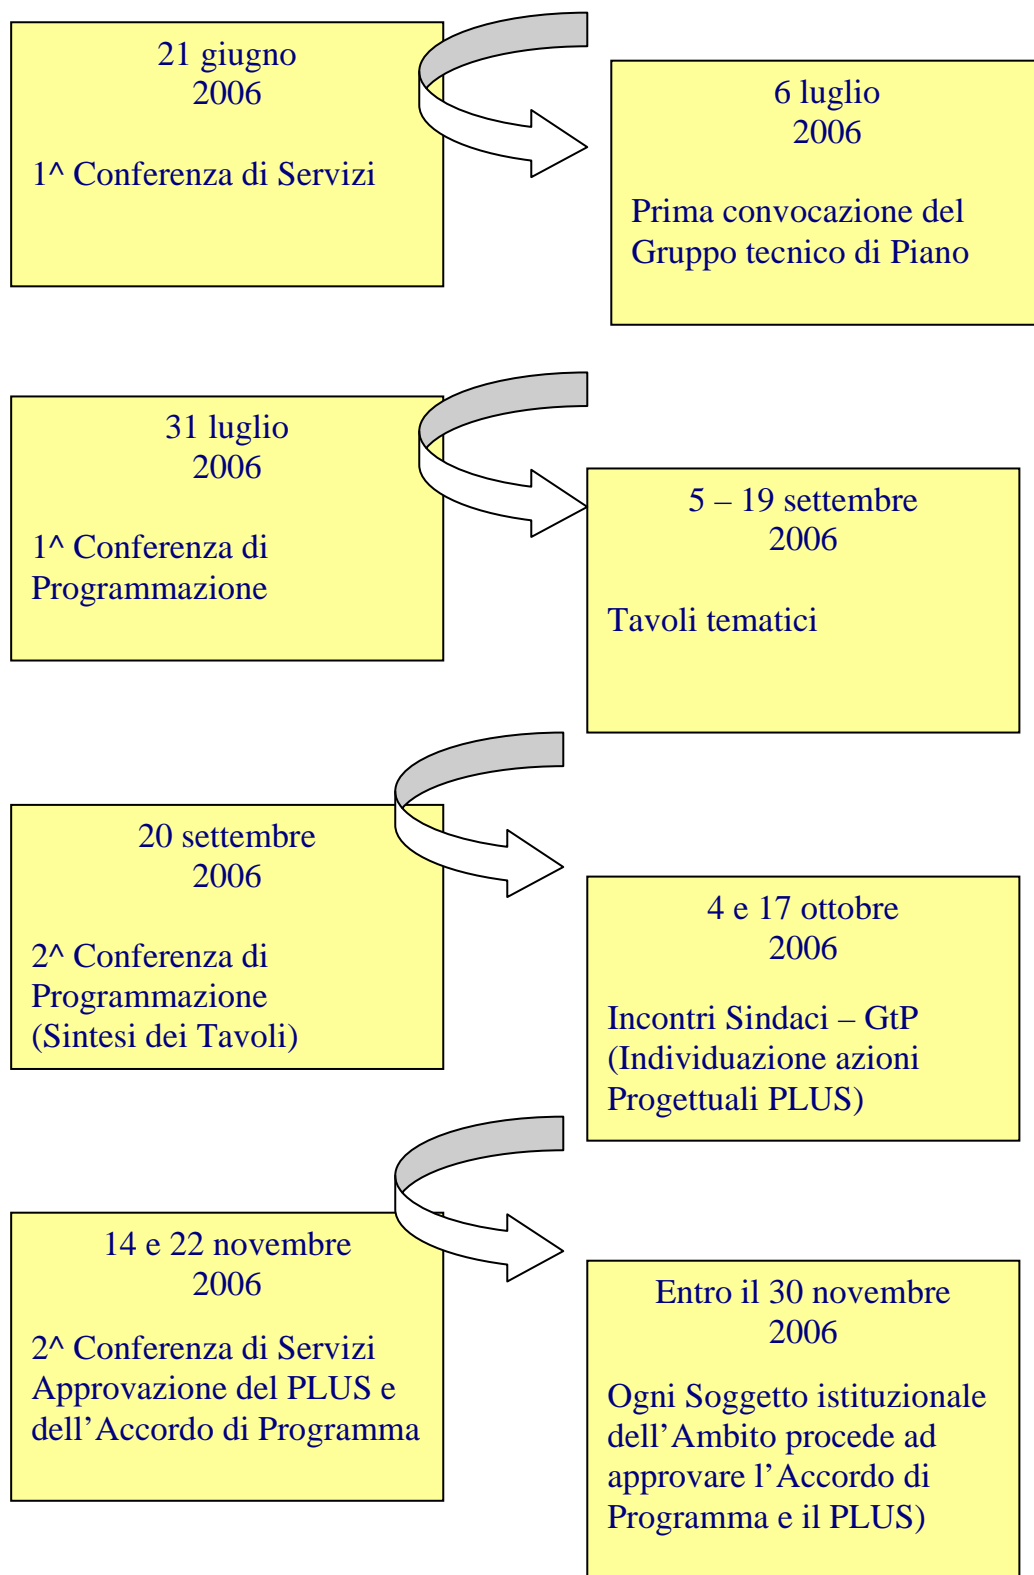 21 giugno
2006
1^ Conferenza di Servizi
6 luglio
2006
Prima convocazione del
Gruppo tecnico di Piano
31 luglio
2006
1^ Conferenza di
Programmazione
5 – 19 settembre
2006
Tavoli tematici
20 settembre
2006
2^ Conferenza di
Programmazione
(Sintesi dei Tavoli)
4 e 17 ottobre
2006
Incontri Sindaci – GtP
(Individuazione azioni
Progettuali PLUS)
14 e 22 novembre
2006
2^ Conferenza di Servizi
Approvazione del PLUS e
dell’Accordo di Programma
Entro il 30 novembre
2006
Ogni Soggetto istituzionale
dell’Ambito procede ad
approvare l’Accordo di
Programma e il PLUS)